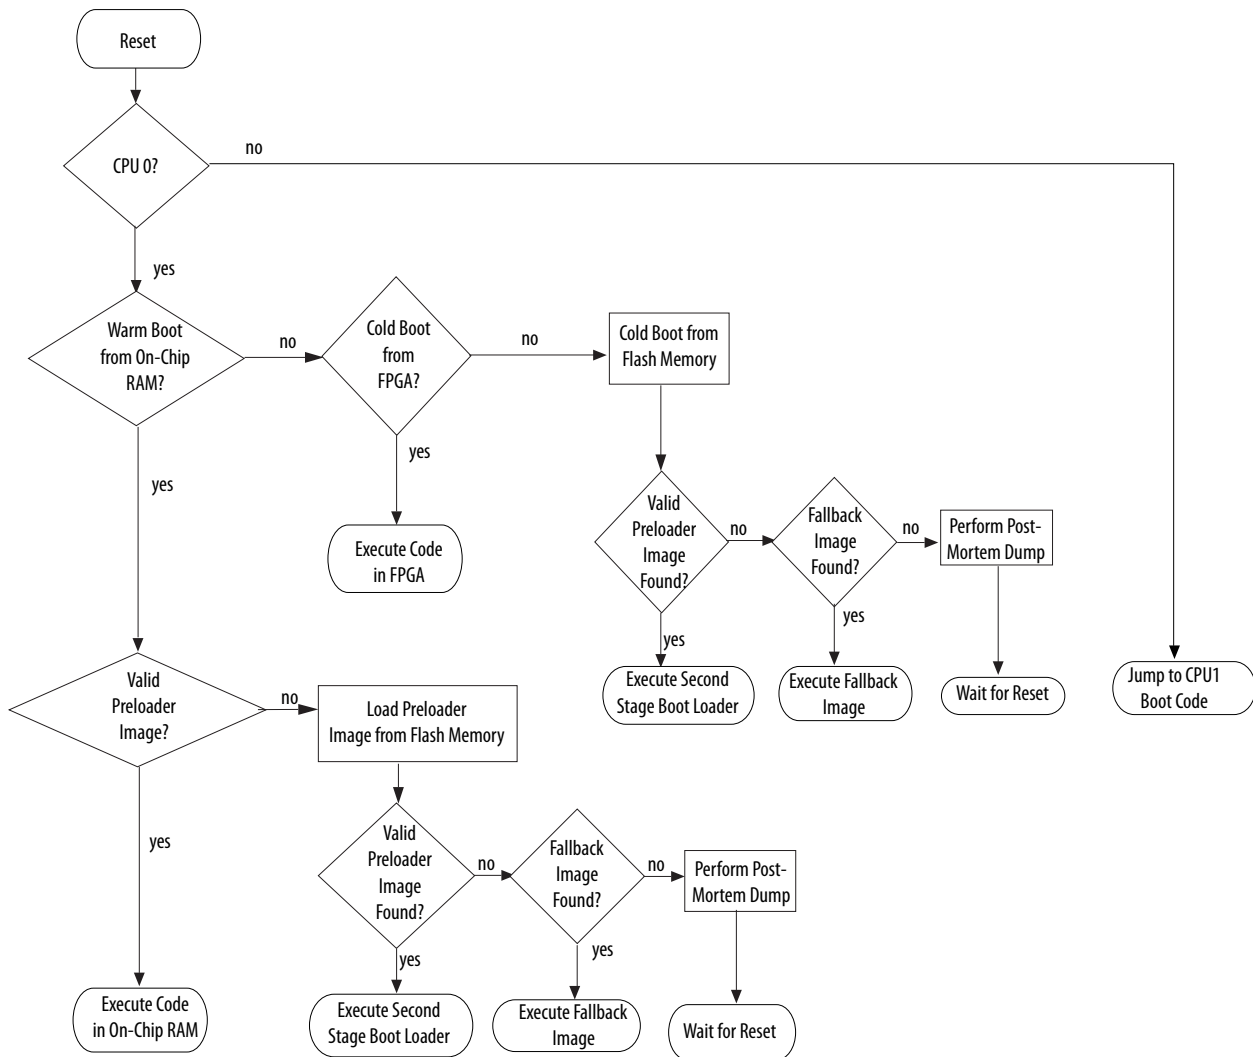 Reset
CPU 0?
no
yes
Warm Boot
from On-Chip
RAM?
no
Cold Boot
from
FPGA?
no
Cold Boot from
Flash Memory
yes
yes
Execute Code
in FPGA
Valid
Preloader
Image
Found?
no
Fallback
Image
Found?
no
Perform Post-
Mortem Dump
yes
yes
Execute Second
Stage Boot Loader
Execute Fallback
Image
Wait for Reset
Jump to CPU1
Boot Code
Valid
Preloader
Image?
no
Load Preloader
Image from Flash Memory
yes
Valid
Preloader
Image
Found?
no
Fallback
Image
Found?
no
Perform Post-
Mortem Dump
yes
yes
Execute Code
in On-Chip RAM
Execute Second
Stage Boot Loader
Execute Fallback
Image
Wait for Reset